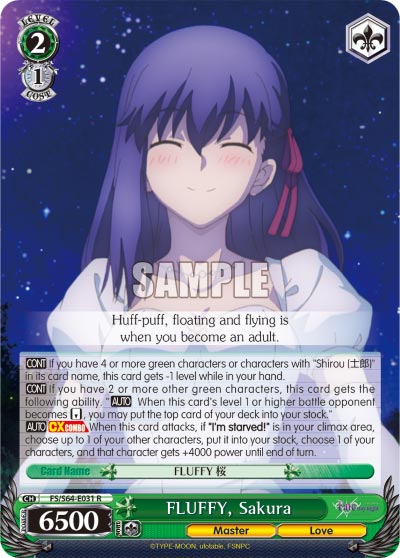 LEVEL
2
1
COST
SAMPLE
Huff-puff, floating and flying is
when you become an adult.
CONT If you have 4 or more green characters or characters with "Shirou 士郎"
in its card name, this card gets -1 level while in your hand.
CONT If you have 2 or more other green characters, this card gets the
following ability. "AUTO When this card's level 1 or higher battle opponent
becomes , you may put the top card of your deck into your stock."
AUTO CXCOMBO When this card attacks, if "I'm starved!" is in your climax area,
choose up to 1 of your other characters, put it into your stock, choose 1 of your
characters, and that character gets +4000 power until end of turn.
Card Name FLUFFY 桜
CH FS/S64-E031 R
FLUFFY, Sakura
POWER 6500
Master Love
©TYPE-MOON, ufotable, FSNPC